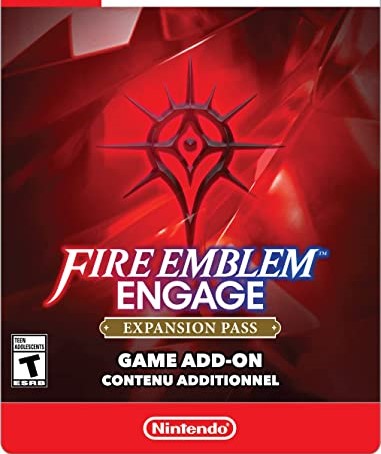 FIRE EMBLEM™
ENGAGE
EXPANSION PASS
GAME ADD-ON
CONTENU ADDITIONNEL
TEEN
ADOLESCENTS
T
ESRB
Nintendo